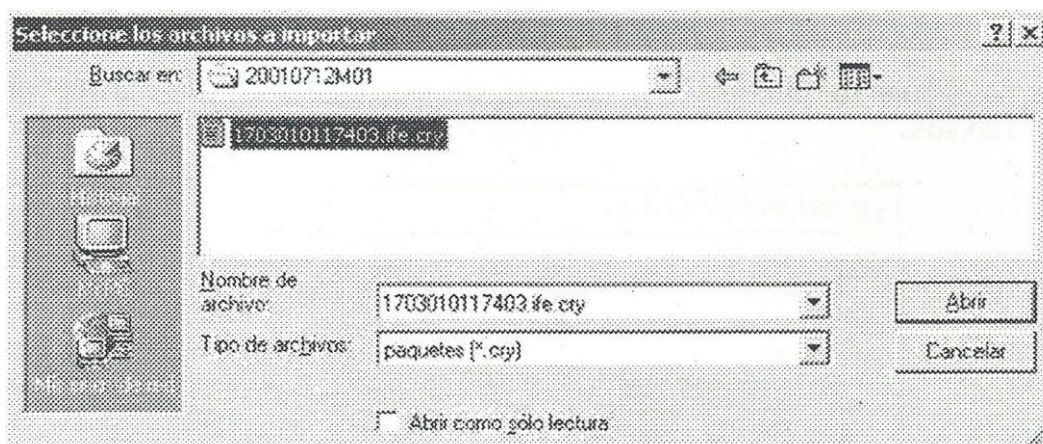 Seleccione los archivos a importar
Buscar en: 20010712M01
1703010117403.ife.cry
Historial
Nombre de
archivo: 1703010117403.ife.cry
Abrir
Tipo de archivos: paquetes (*.cry)
Cancelar
Abrir como sólo lectura